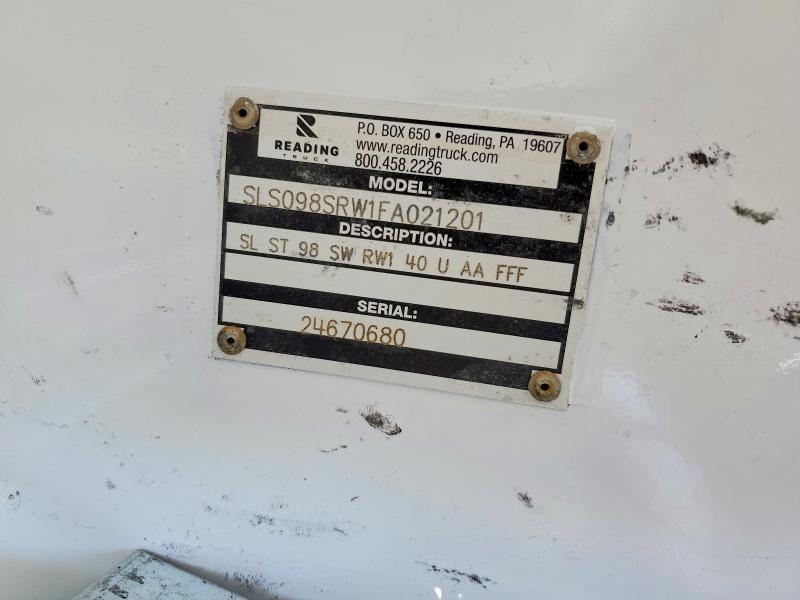 READING
TRUCK
P.O. BOX 650 • Reading, PA 19607
www.readingtruck.com
800.458.2226
MODEL:
SLS098SRW1FA021201
DESCRIPTION:
SL ST 98 SW RW1 40 U AA FFF
SERIAL:
24670680